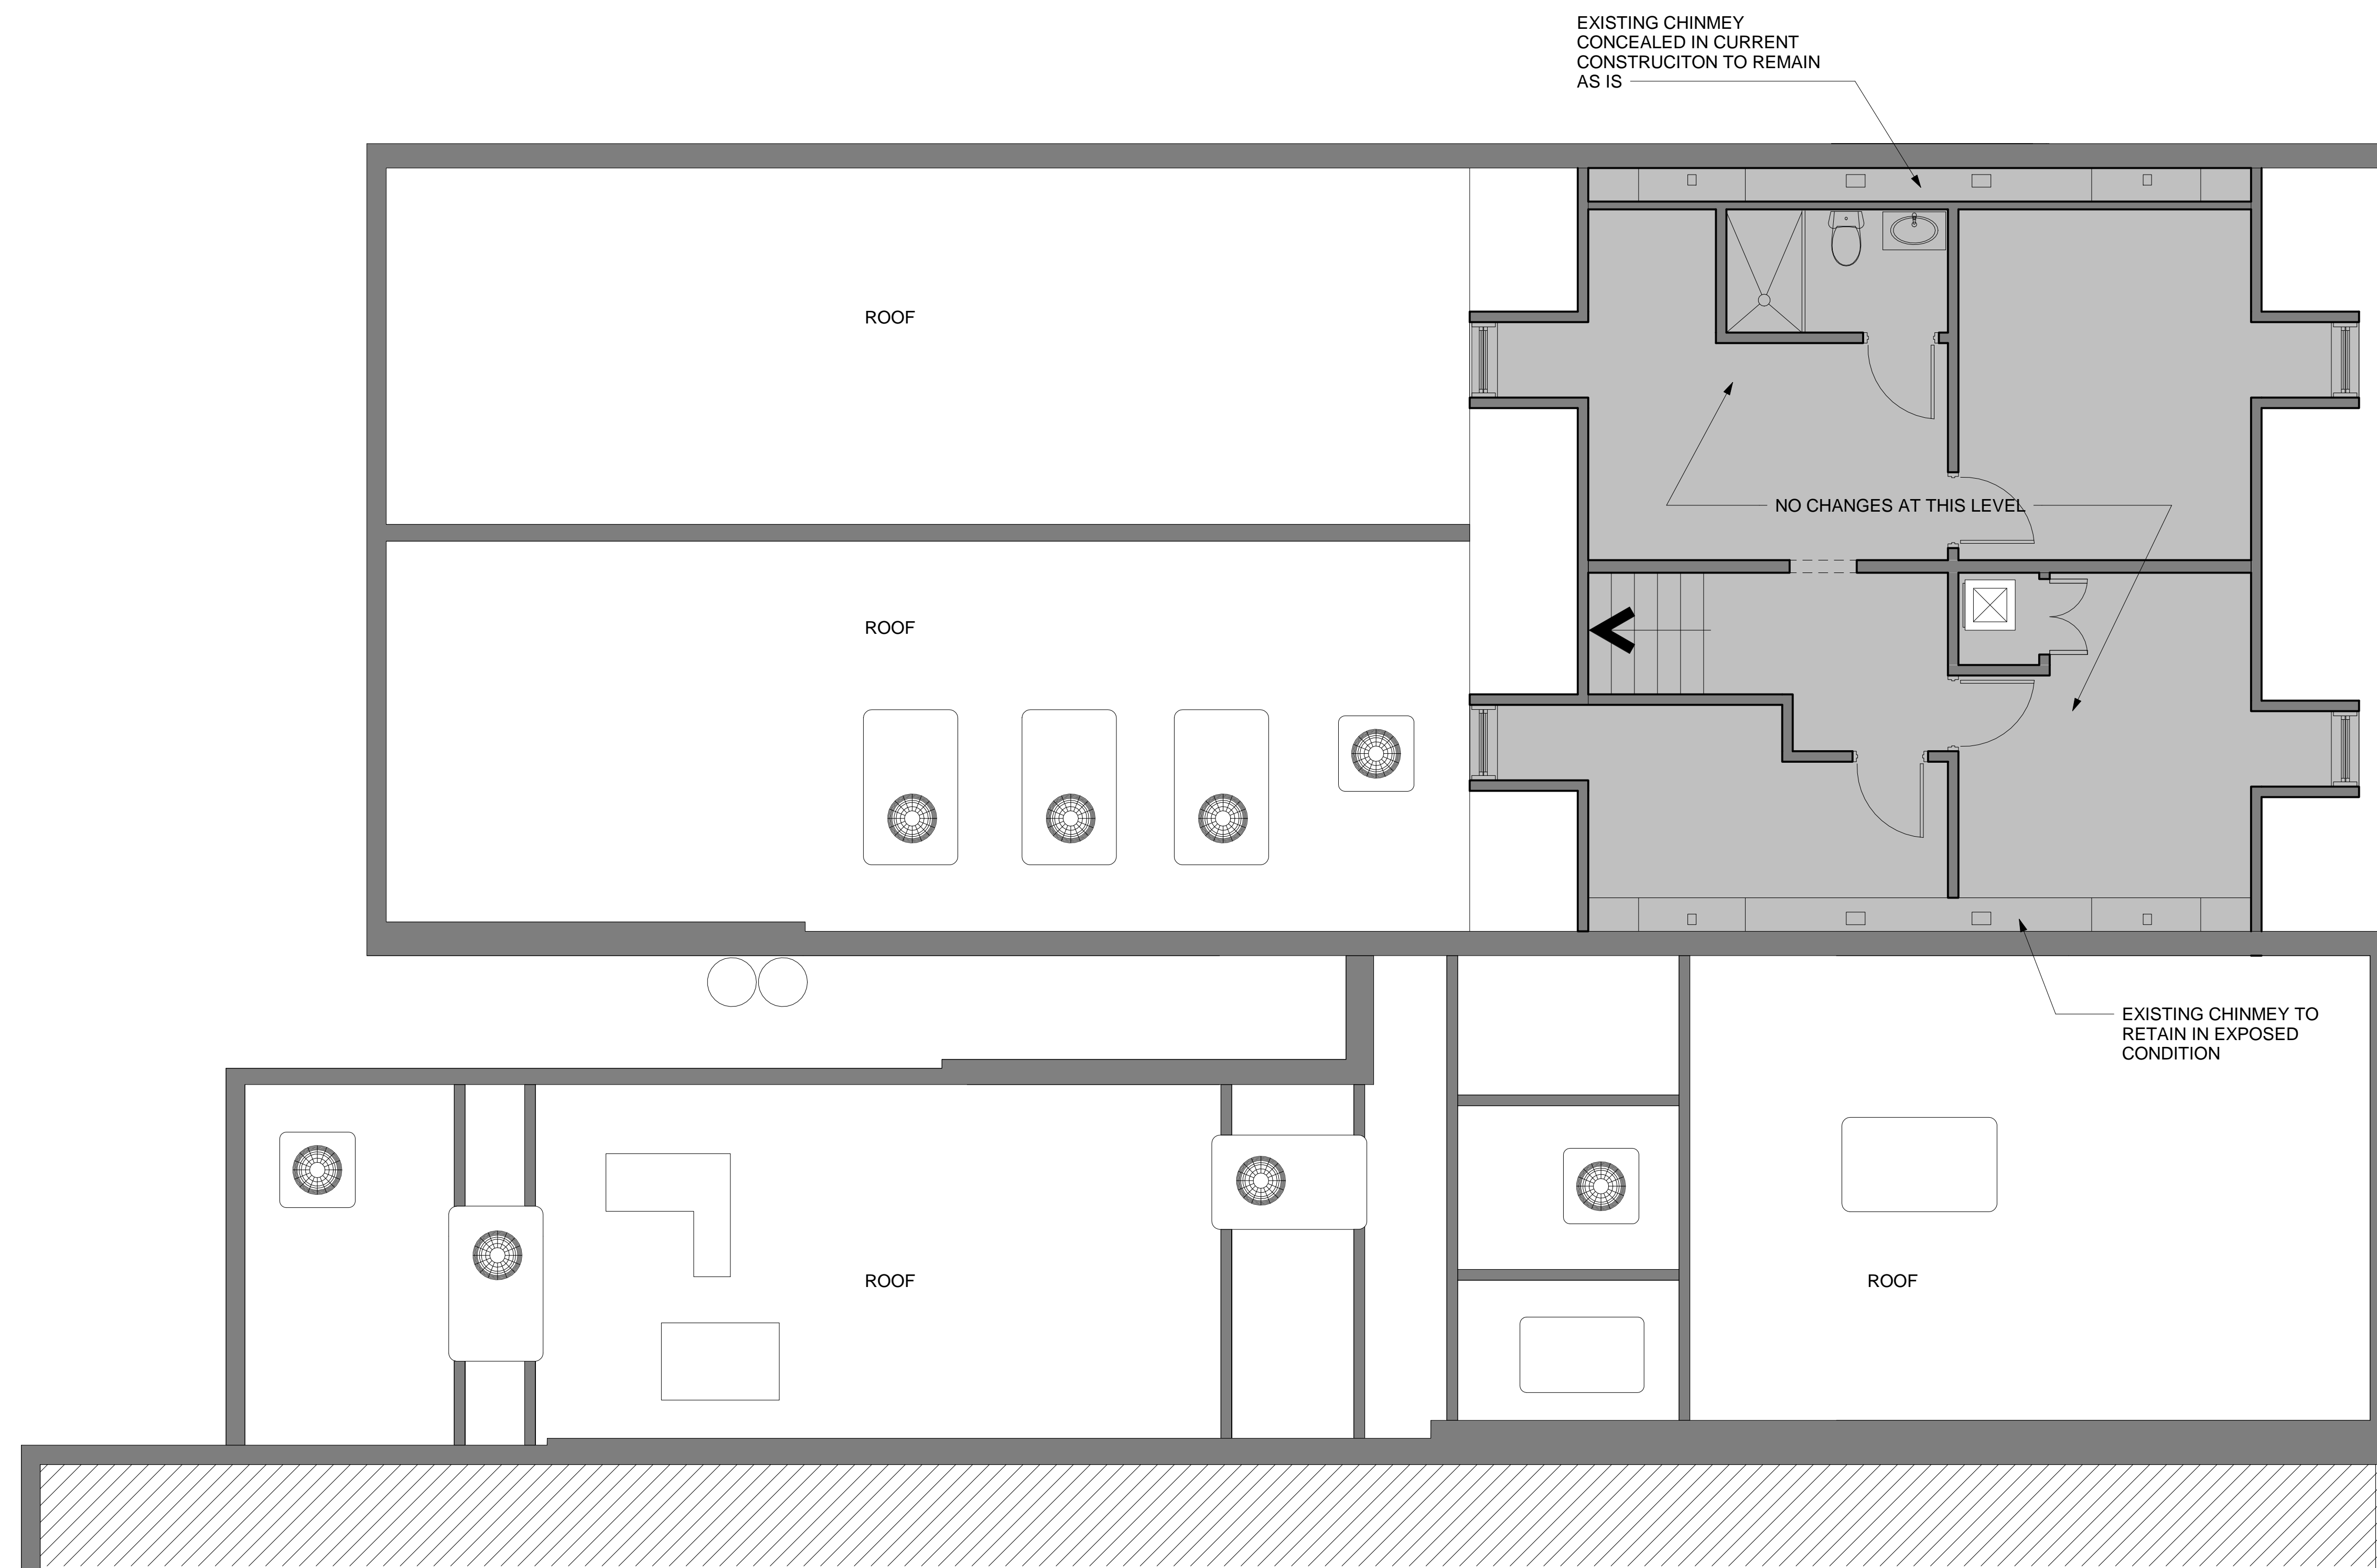 EXISTING CHINMEY
CONCEALED IN CURRENT
CONSTRUCITON TO REMAIN
AS IS
ROOF
NO CHANGES AT THIS LEVEL
ROOF
EXISTING CHINMEY TO
RETAIN IN EXPOSED
CONDITION
ROOF
ROOF